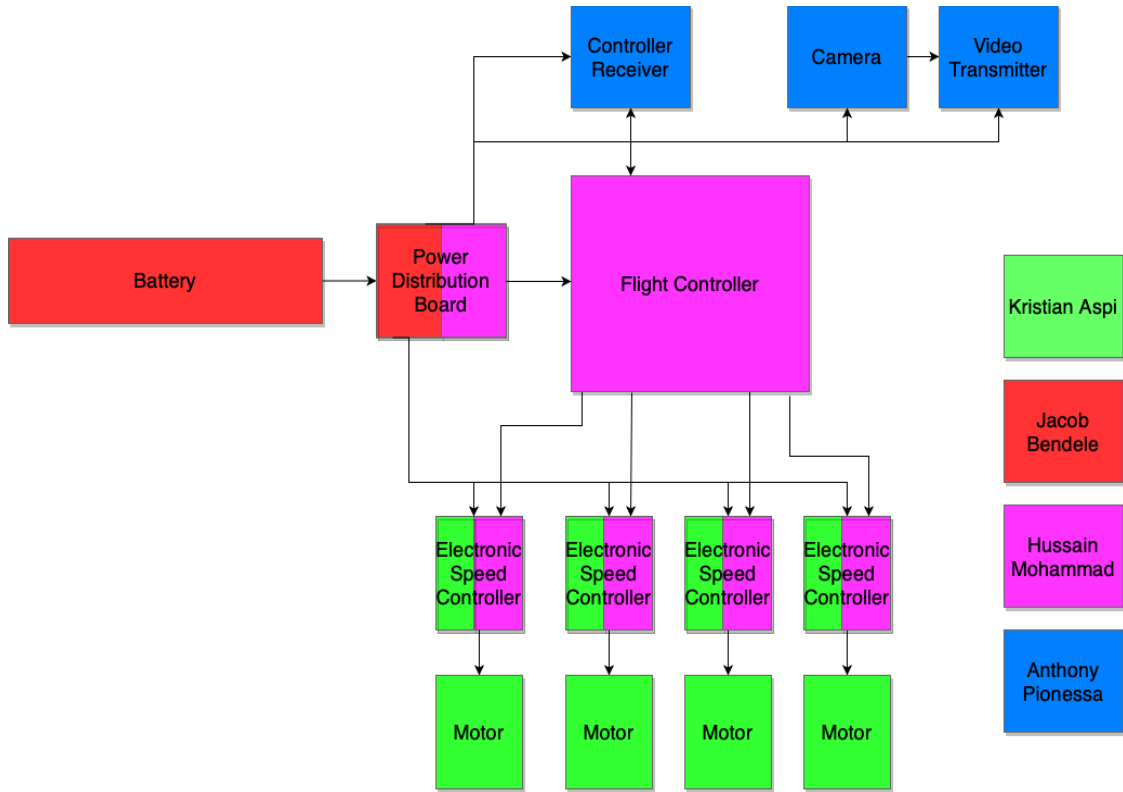 Controller
Receiver
Camera
Video
Transmitter
Battery
Power
Distribution
Board
Flight Controller
Kristian Aspi
Jacob
Bendele
Hussain
Mohammad
Anthony
Pionessa
Electronic
Speed
Controller
Electronic
Speed
Controller
Electronic
Speed
Controller
Electronic
Speed
Controller
Motor
Motor
Motor
Motor